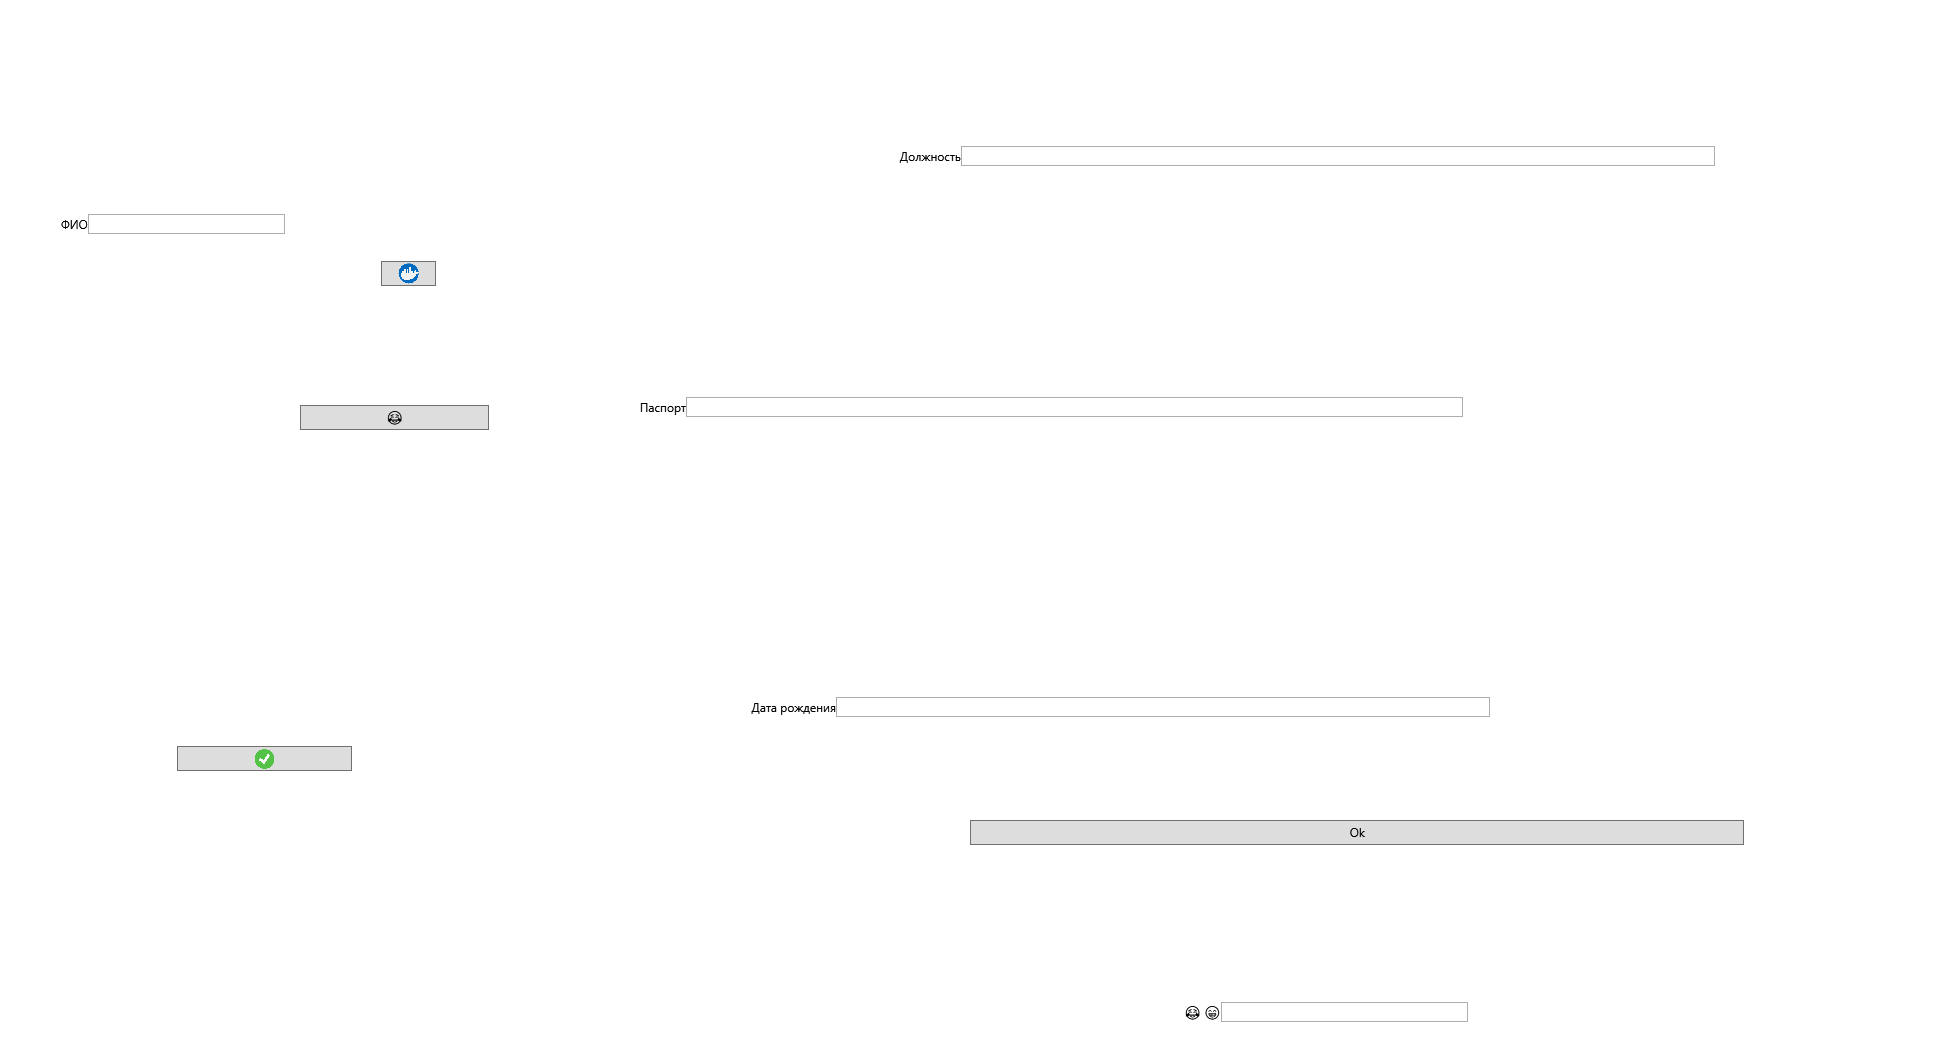 Должность
ФИО
😂
Паспорт
Дата рождения
Ok
😂 😁